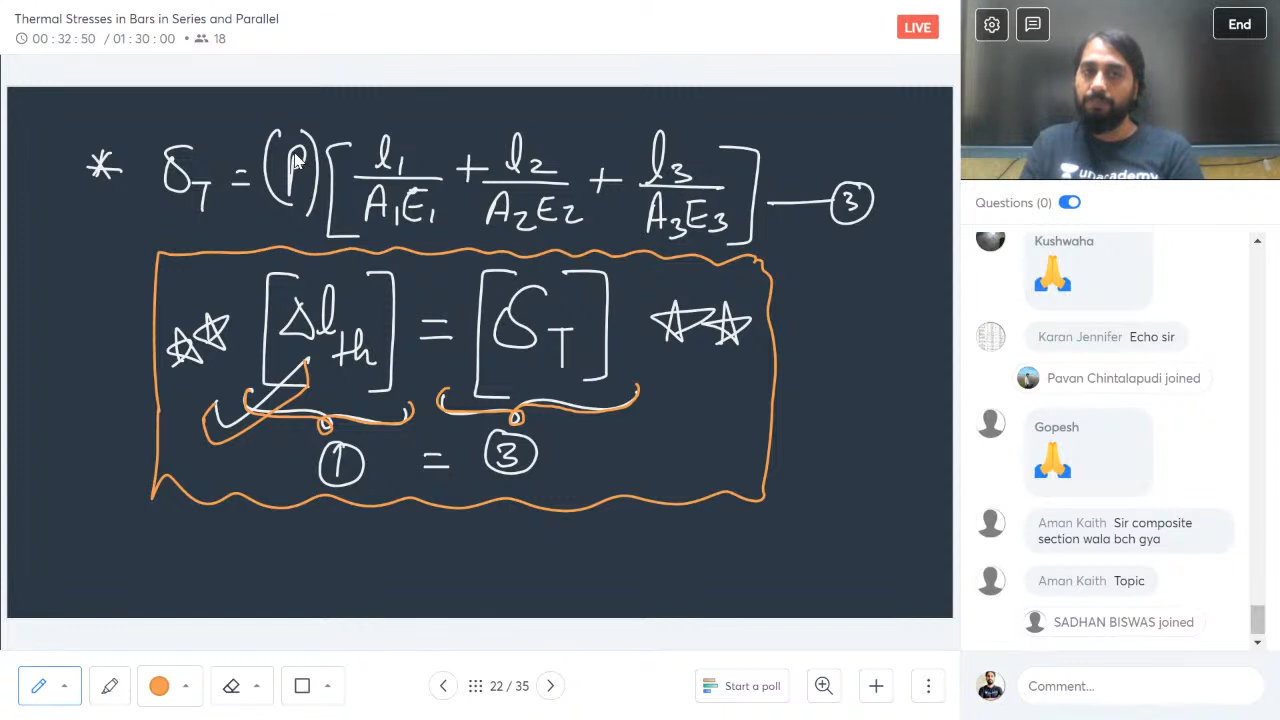 Thermal Stresses in Bars in Series and Parallel
00 : 32 : 50 / 01 : 30 : 00 • 18
LIVE
End
* δT = (P) [ l1/A1E1 + l2/A2E2 + l3/A3E3 ] — ③
[Δlth] = [δT]
① = ③
unacademy
Questions (0)
Kushwaha
🙏
Karan Jennifer Echo sir
Pavan Chintalapudi joined
Gopesh
🙏
Aman Kaith Sir composite
section wala bch gya
Aman Kaith Topic
SADHAN BISWAS joined
22 / 35
Start a poll
Comment...